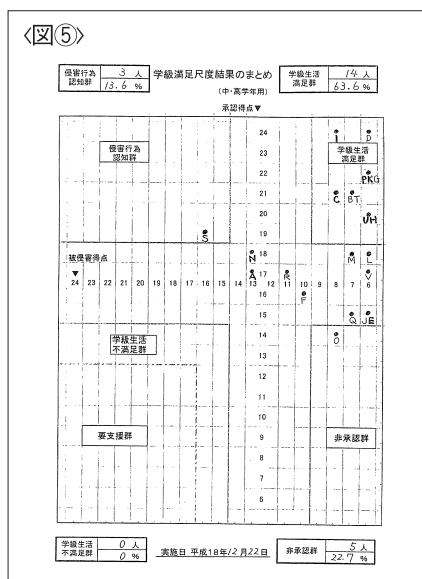 〈図⑤〉
侵害行為
認知群
3 人
13.6 %
学級満足尺度結果のまとめ
(中・高学年用)
学級生活
満足群
14 人
63.6 %
承認得点▼
侵害行為
認知群
学級生活
満足群
24
23
22
21
20
19
18
17
16
15
14
13
12
11
10
9
8
7
6
I D
PKG
C BT
UH
S
N M L
被侵害得点
▼
24 23 22 21 20 19 18 17 16 15 14 13 12 11 10 9 8 7 6
A R V
F
Q JE
O
学級生活
不満足群
要支援群
非承認群
学級生活
不満足群
0 人
0 %
実施日 平成18年12月22日
非承認群
5 人
22.7 %